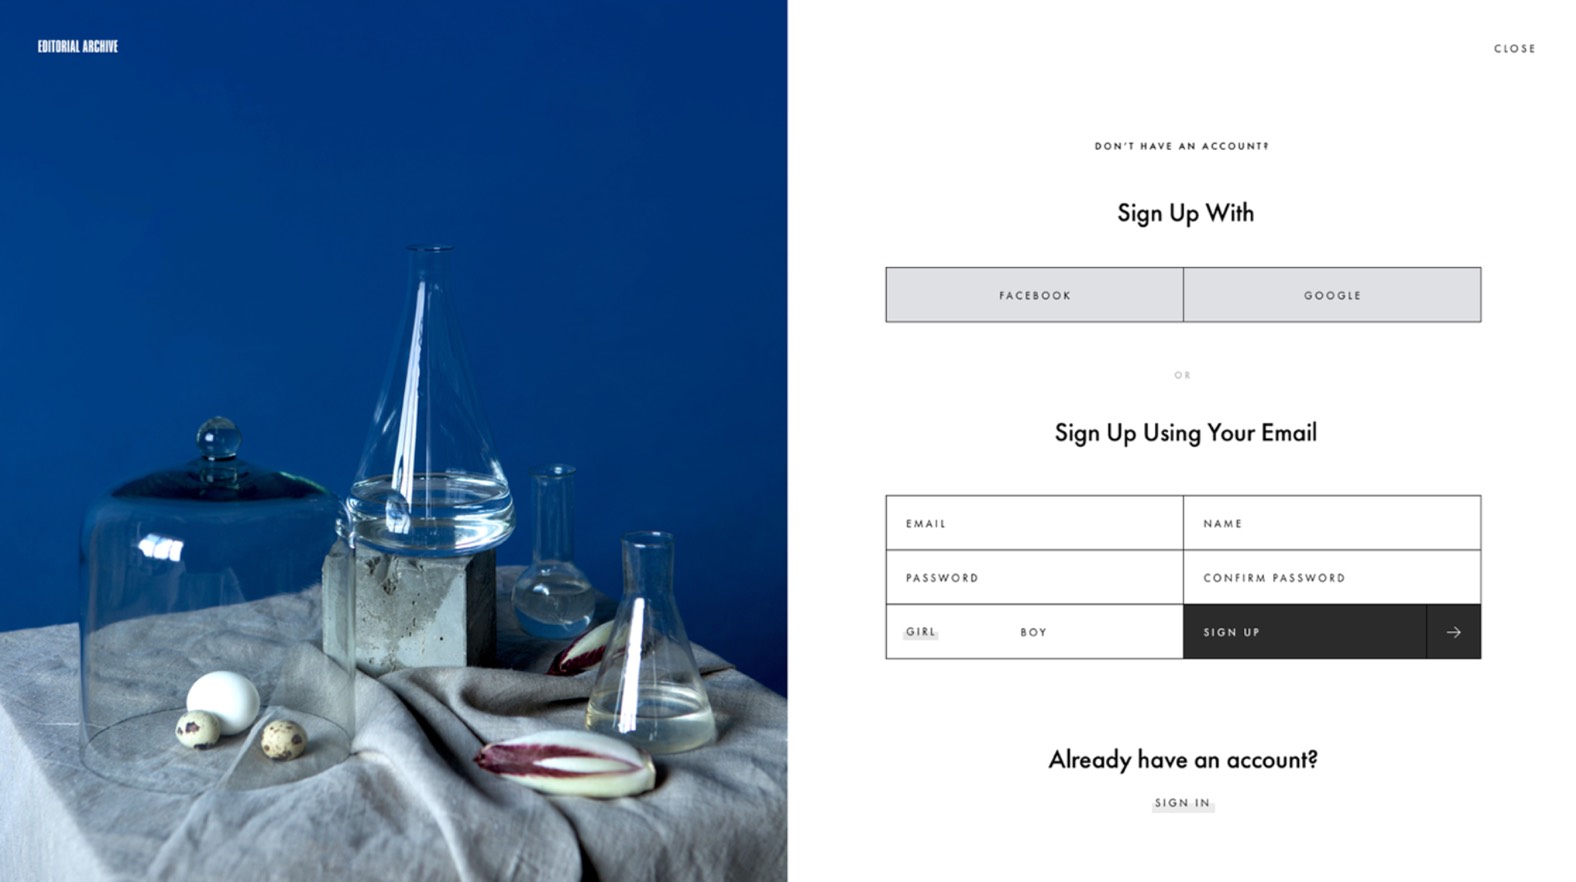 EDITORIAL ARCHIVE
CLOSE
DON'T HAVE AN ACCOUNT?
Sign Up With
FACEBOOK
GOOGLE
OR
Sign Up Using Your Email
EMAIL
NAME
PASSWORD
CONFIRM PASSWORD
GIRL
BOY
SIGN UP
Already have an account?
SIGN IN